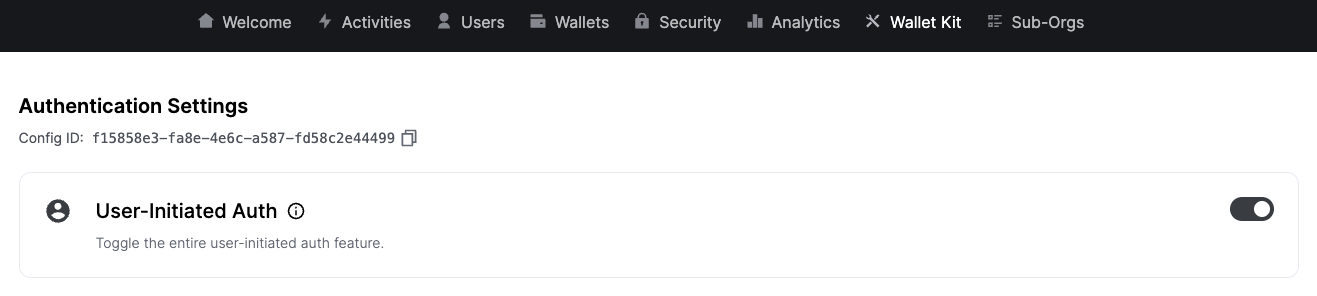 Welcome Activities Users Wallets Security Analytics Wallet Kit Sub-Orgs
Authentication Settings
Config ID: f15858e3-fa8e-4e6c-a587-fd58c2e44499
User-Initiated Auth
Toggle the entire user-initiated auth feature.